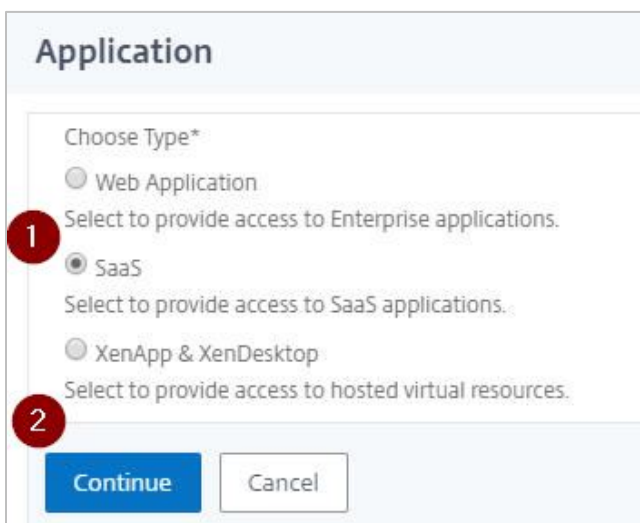 Application
Choose Type*
Web Application
Select to provide access to Enterprise applications.
1
SaaS
Select to provide access to SaaS applications.
XenApp & XenDesktop
Select to provide access to hosted virtual resources.
2
Continue Cancel